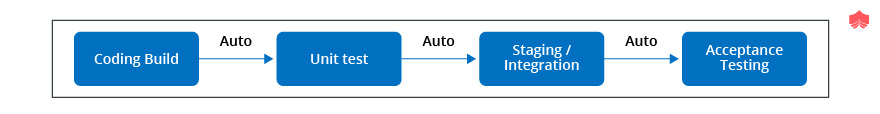 Auto
Auto
Auto
Coding Build
Unit test
Staging /
Integration
Acceptance
Testing